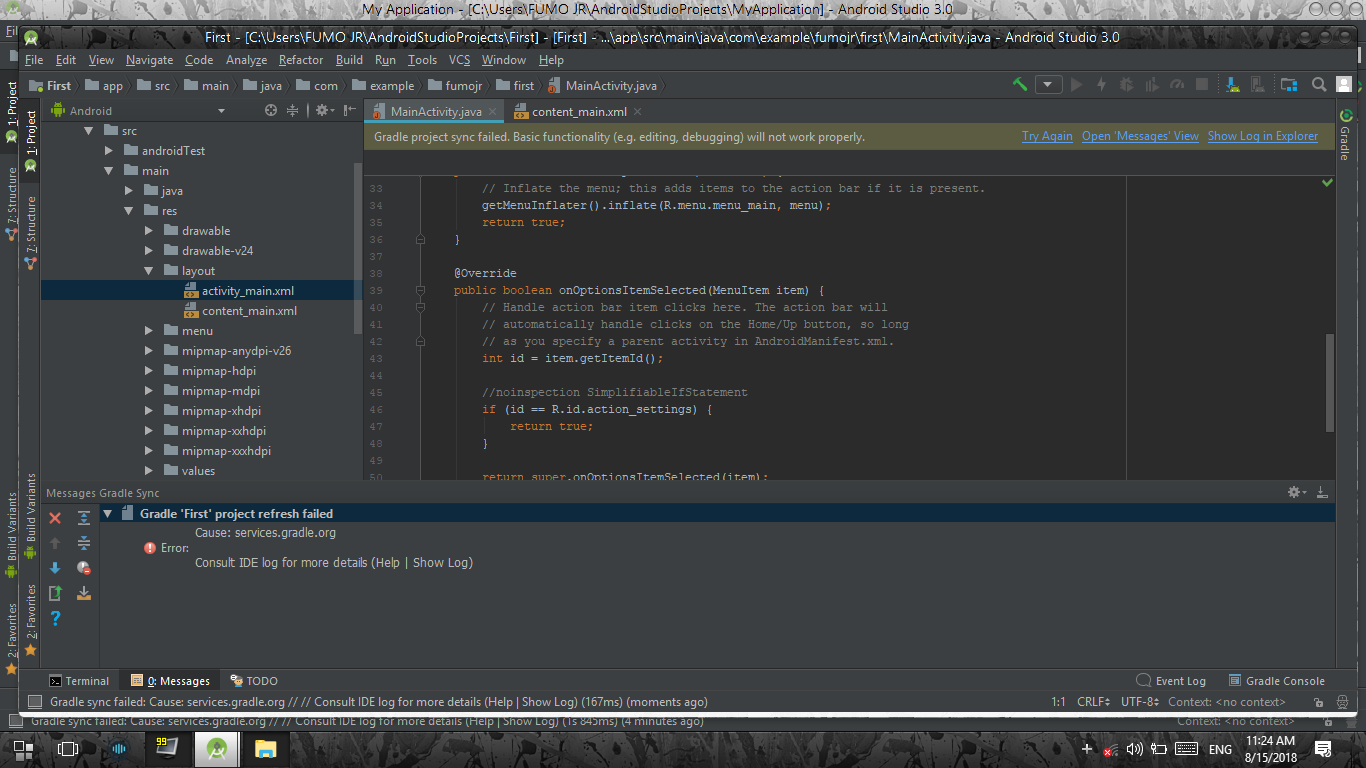 My Application - [C:\Users\FUMO JR\AndroidStudioProjects\MyApplication] - Android Studio 3.0
First - [C:\Users\FUMO JR\AndroidStudioProjects\First] - [First] - ...\app\src\main\java\com\example\fumojr\first\MainActivity.java - Android Studio 3.0
File Edit View Navigate Code Analyze Refactor Build Run Tools VCS Window Help
First app src main java com example fumojr first MainActivity.java
Android
MainActivity.java content_main.xml
Gradle project sync failed. Basic functionality (e.g. editing, debugging) will not work properly. Try Again Open 'Messages' View Show Log in Explorer
1: Project
1: Project
7: Structure
7: Structure
Build Variants
Build Variants
2: Favorites
2: Favorites
Gradle
src
androidTest
main
java
res
drawable
drawable-v24
layout
activity_main.xml
content_main.xml
menu
mipmap-anydpi-v26
mipmap-hdpi
mipmap-mdpi
mipmap-xhdpi
mipmap-xxhdpi
mipmap-xxxhdpi
values
33 // Inflate the menu; this adds items to the action bar if it is present.
34 getMenuInflater().inflate(R.menu.menu_main, menu);
35 return true;
36 }
37
38 @Override
39 public boolean onOptionsItemSelected(MenuItem item) {
40 // Handle action bar item clicks here. The action bar will
41 // automatically handle clicks on the Home/Up button, so long
42 // as you specify a parent activity in AndroidManifest.xml.
43 int id = item.getItemId();
44
45 //noinspection SimplifiableIfStatement
46 if (id == R.id.action_settings) {
47 return true;
48 }
49
50 return super.onOptionsItemSelected(item);
Messages Gradle Sync
Gradle 'First' project refresh failed
Cause: services.gradle.org
Error:
Consult IDE log for more details (Help | Show Log)
Terminal 0: Messages TODO Event Log Gradle Console
Gradle sync failed: Cause: services.gradle.org // // Consult IDE log for more details (Help | Show Log) (167ms) (moments ago) 1:1 CRLF UTF-8 Context: <no context>
Gradle sync failed: Cause: services.gradle.org // // Consult IDE log for more details (Help | Show Log) (1s 845ms) (4 minutes ago) Context: <no context>
99
ENG
11:24 AM
8/15/2018